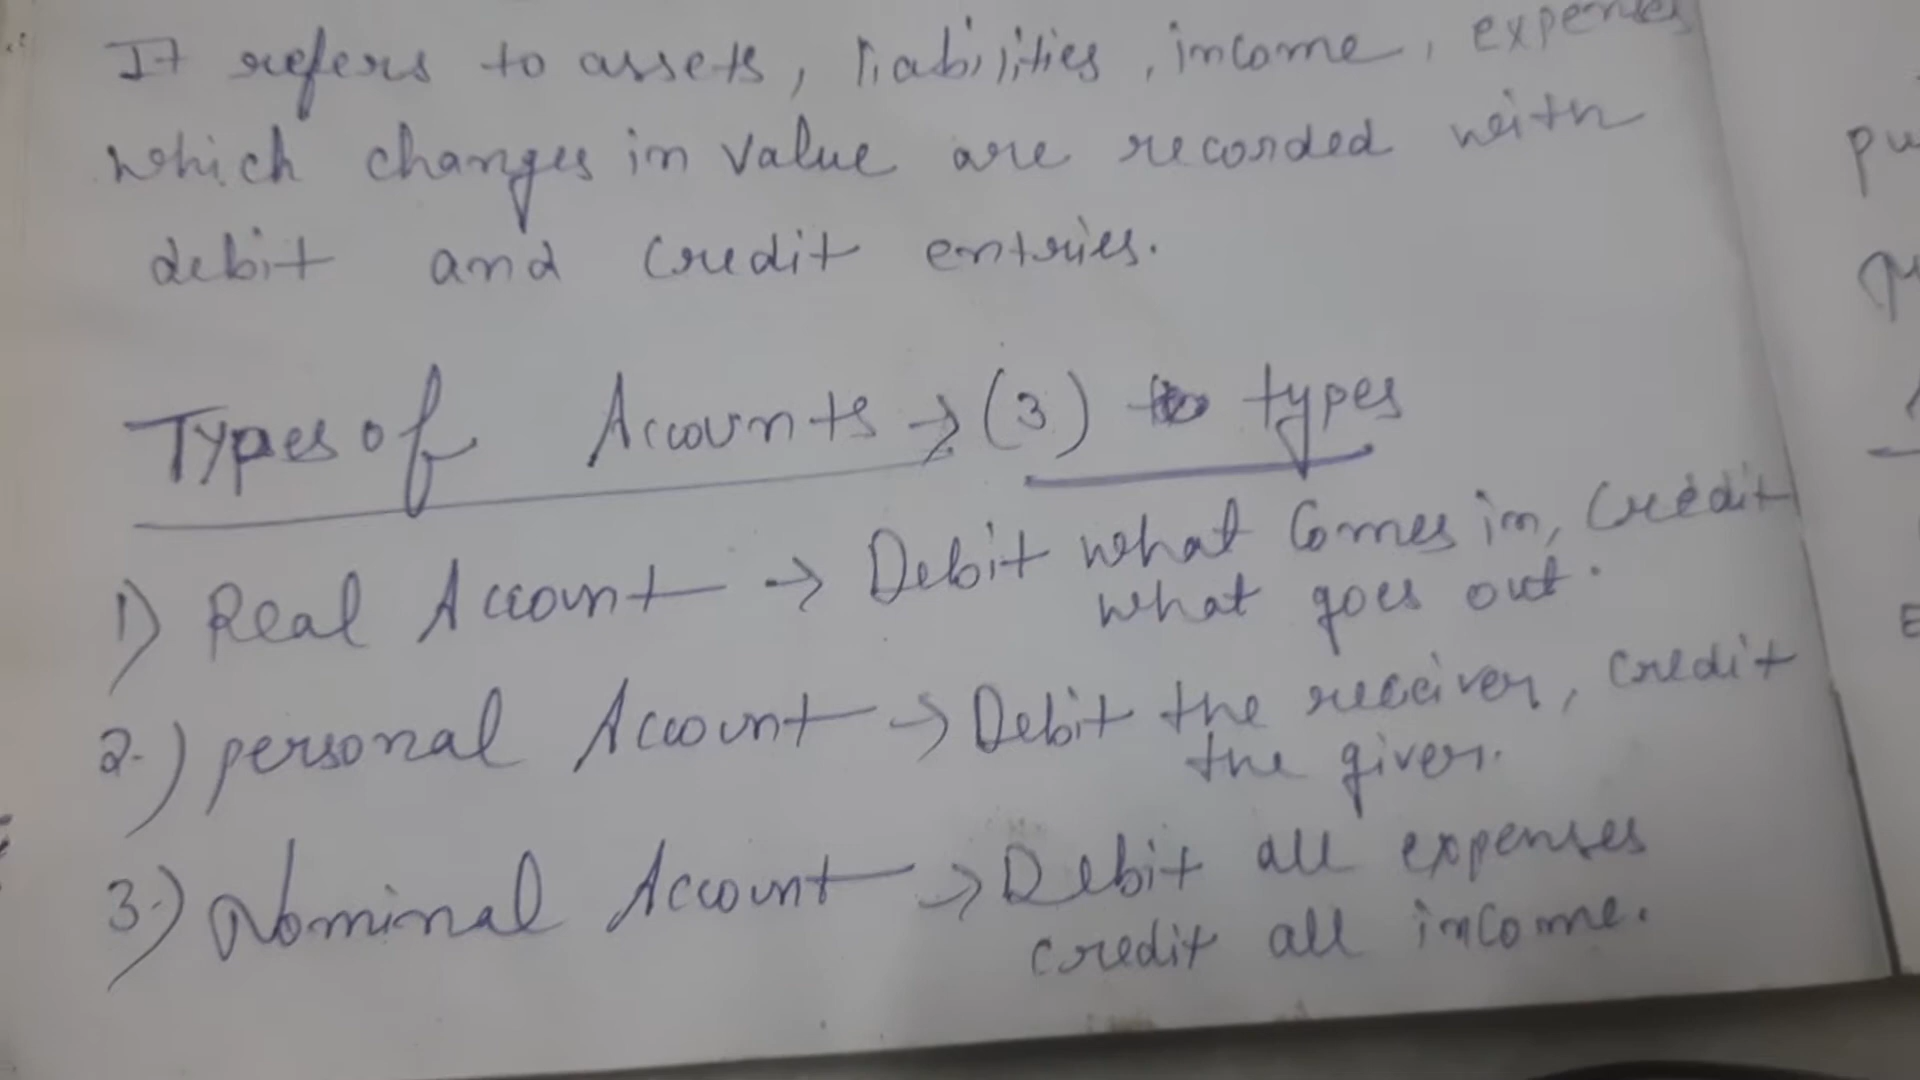 It refers to assets, liabilities, income, expenses
which changes in value are recorded with
debit and credit entries.
Types of Accounts → (3) types
1) Real Account → Debit what comes in, Credit
what goes out.
2.) personal Account → Debit the receiver, credit
the giver.
3.) Nominal Account → Debit all expenses
credit all income.